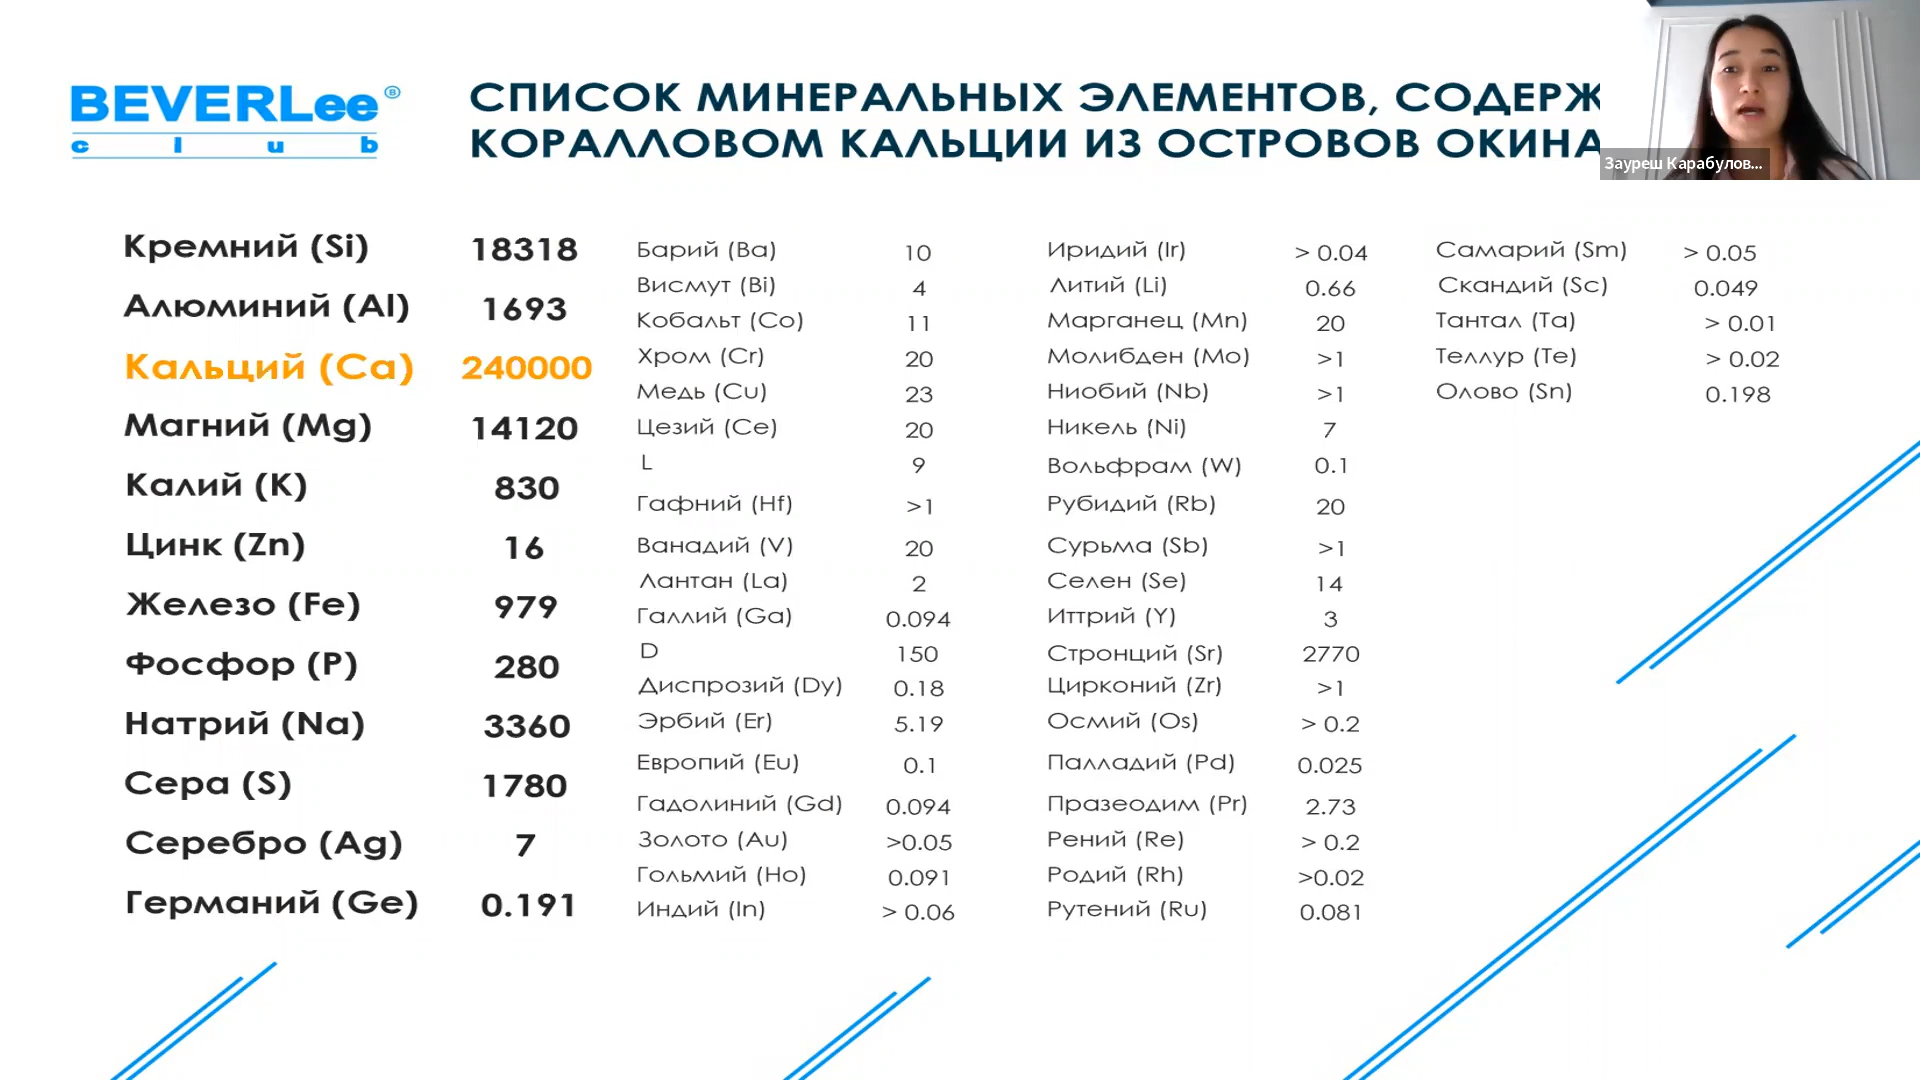 BEVERLee®
club
СПИСОК МИНЕРАЛЬНЫХ ЭЛЕМЕНТОВ, СОДЕРЖ
КОРАЛЛОВОМ КАЛЬЦИИ ИЗ ОСТРОВОВ ОКИНА
Зауреш Карабулов...
Кремний (Si) 18318
Алюминий (Al) 1693
Кальций (Ca) 240000
Магний (Mg) 14120
Калий (K) 830
Цинк (Zn) 16
Железо (Fe) 979
Фосфор (P) 280
Натрий (Na) 3360
Сера (S) 1780
Серебро (Ag) 7
Германий (Ge) 0.191
Барий (Ba) 10
Висмут (Bi) 4
Кобальт (Co) 11
Хром (Cr) 20
Медь (Cu) 23
Цезий (Ce) 20
L 9
Гафний (Hf) >1
Ванадий (V) 20
Лантан (La) 2
Галлий (Ga) 0.094
D 150
Диспрозий (Dy) 0.18
Эрбий (Er) 5.19
Европий (Eu) 0.1
Гадолиний (Gd) 0.094
Золото (Au) >0.05
Гольмий (Ho) 0.091
Индий (In) > 0.06
Иридий (Ir) > 0.04
Литий (Li) 0.66
Марганец (Mn) 20
Молибден (Mo) >1
Ниобий (Nb) >1
Никель (Ni) 7
Вольфрам (W) 0.1
Рубидий (Rb) 20
Сурьма (Sb) >1
Селен (Se) 14
Иттрий (Y) 3
Стронций (Sr) 2770
Цирконий (Zr) >1
Осмий (Os) > 0.2
Палладий (Pd) 0.025
Празеодим (Pr) 2.73
Рений (Re) > 0.2
Родий (Rh) >0.02
Рутений (Ru) 0.081
Самарий (Sm) > 0.05
Скандий (Sc) 0.049
Тантал (Ta) > 0.01
Теллур (Te) > 0.02
Олово (Sn) 0.198